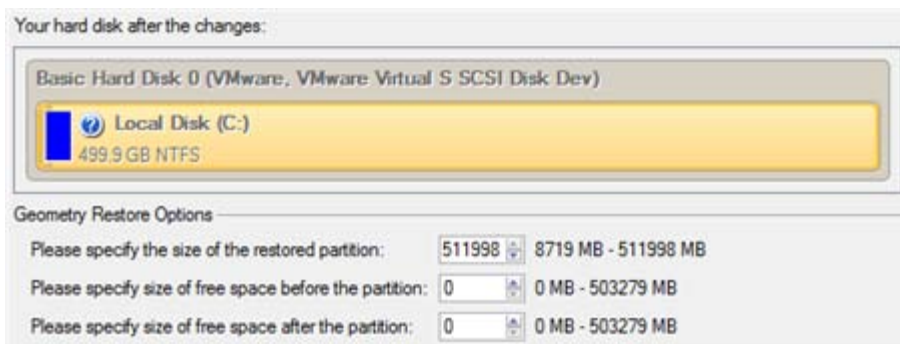 Your hard disk after the changes:
Basic Hard Disk 0 (VMware, VMware Virtual S SCSI Disk Dev)
Local Disk (C:)
499.9 GB NTFS
Geometry Restore Options
Please specify the size of the restored partition: 511998 8719 MB - 511998 MB
Please specify size of free space before the partition: 0 0 MB - 503279 MB
Please specify size of free space after the partition: 0 0 MB - 503279 MB